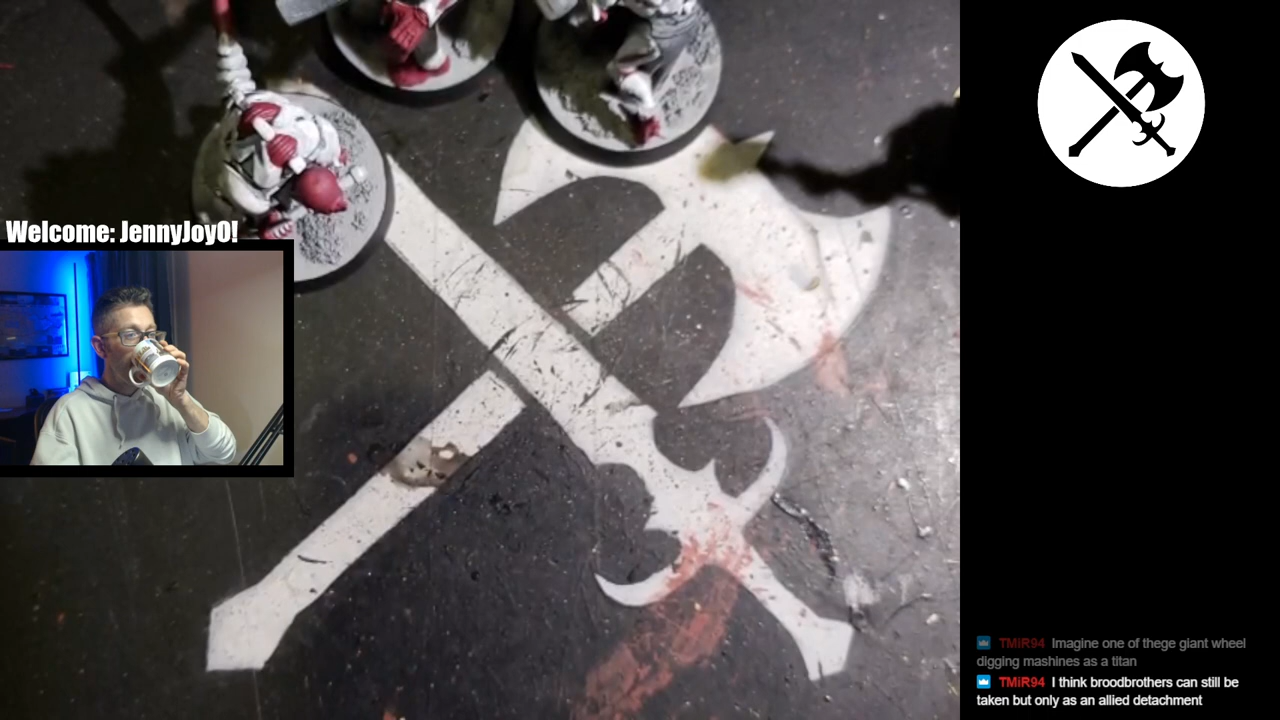 Welcome: JennyJoy0!
TMiR94 Imagine one of thege giant wheel
digging mashines as a titan
TMiR94 I think broodbrothers can still be
taken but only as an allied detachment